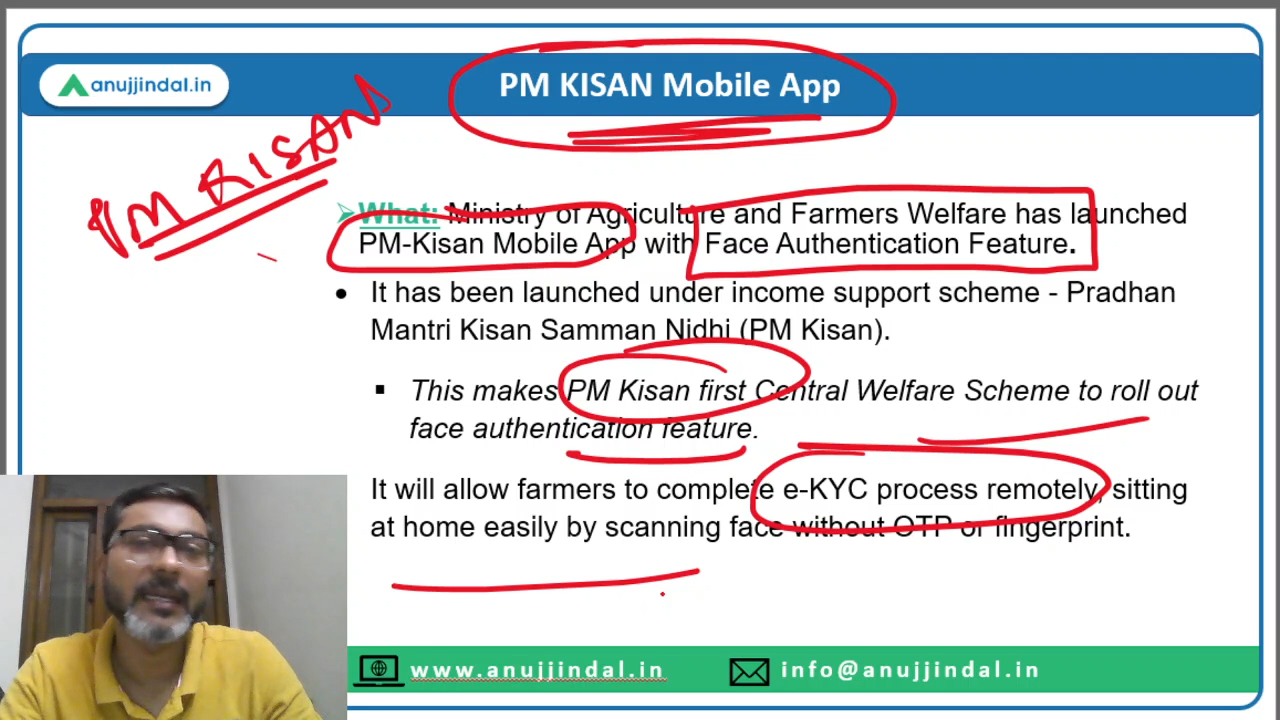 anujjindal.in
PM KISAN Mobile App
PM KISAN
What: Ministry of Agriculture and Farmers Welfare has launched
PM-Kisan Mobile App with Face Authentication Feature.
• It has been launched under income support scheme - Pradhan
Mantri Kisan Samman Nidhi (PM Kisan).
▪ This makes PM Kisan first Central Welfare Scheme to roll out
face authentication feature.
It will allow farmers to complete e-KYC process remotely, sitting
at home easily by scanning face without OTP or fingerprint.
www.anujjindal.in
info@anujjindal.in